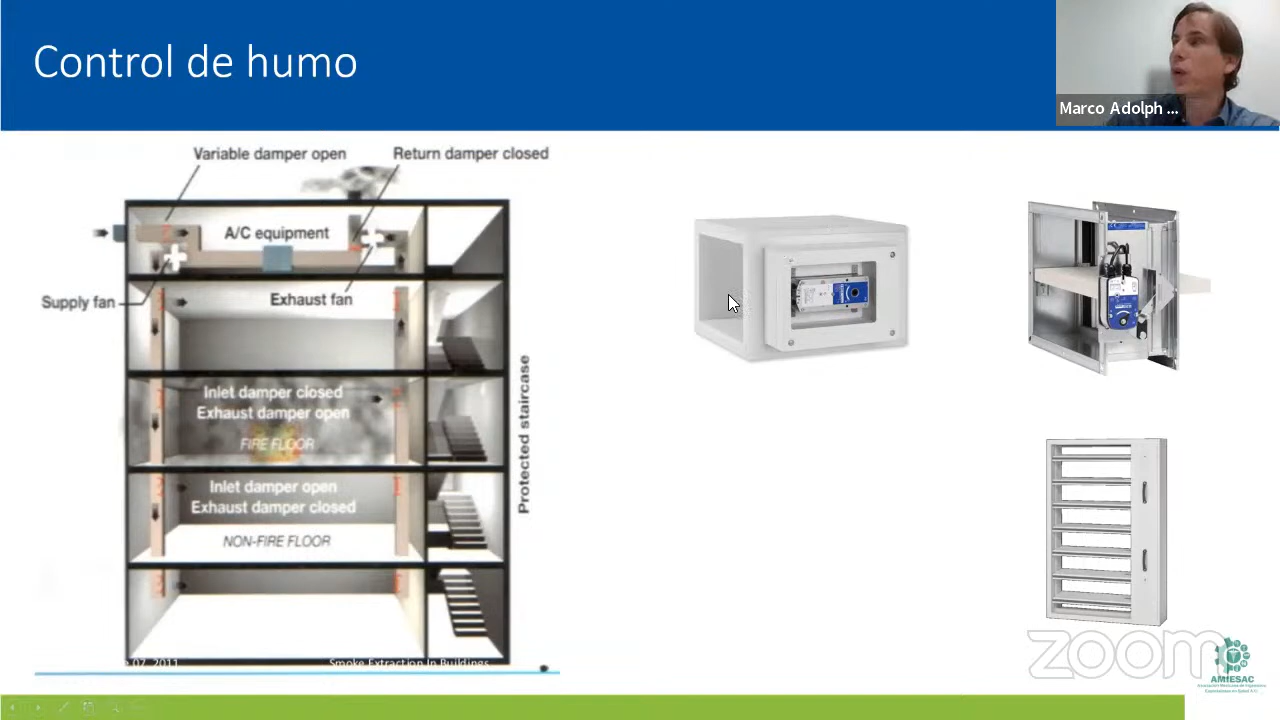 Control de humo
Marco Adolph ...
Variable damper open
Return damper closed
A/C equipment
Supply fan
Exhaust fan
Inlet damper closed
Exhaust damper open
FIRE FLOOR
Inlet damper open
Exhaust damper closed
NON-FIRE FLOOR
Protected staircase
07, 2011
Smoke Extraction In Buildings
zoom
AMIESAC